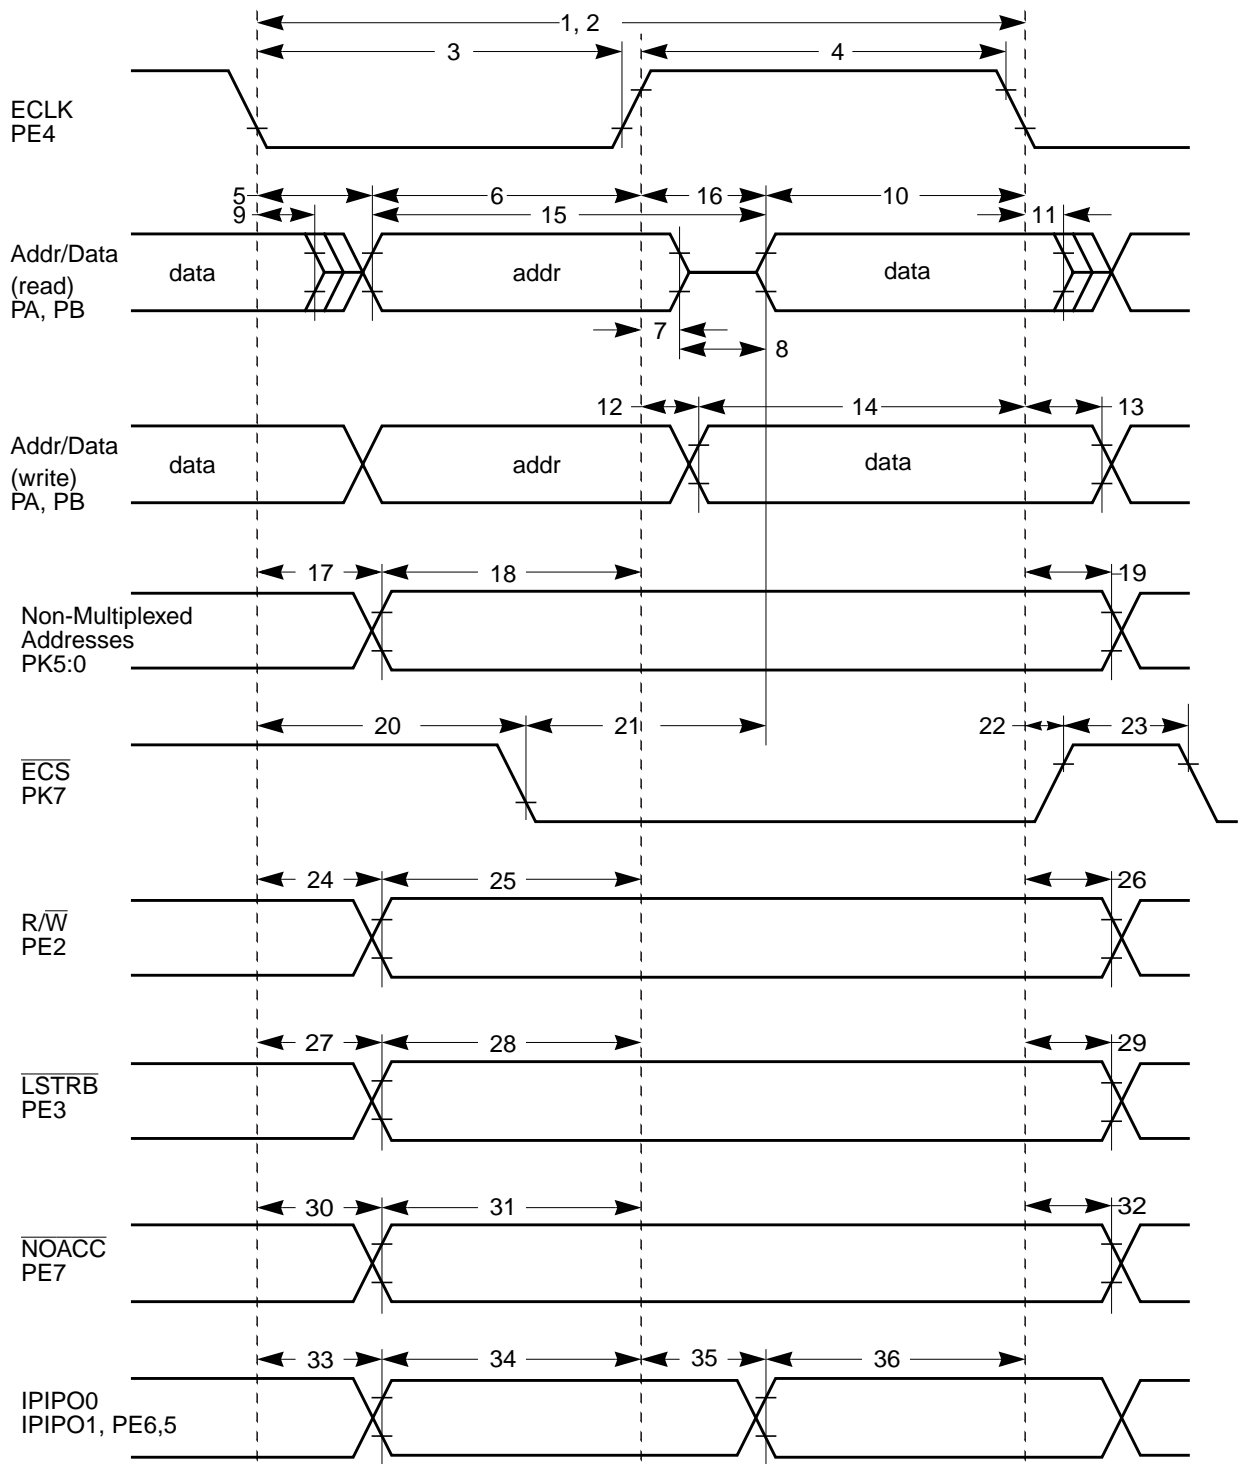 1, 2
3
4
ECLK
PE4
5
6
16
10
9
15
11
Addr/Data
(read)
PA, PB
data
addr
data
7
8
12
14
13
Addr/Data
(write)
PA, PB
data
addr
data
17
18
19
Non-Multiplexed
Addresses
PK5:0
20
21
22
23
ECS
PK7
24
25
26
R/W
PE2
27
28
29
LSTRB
PE3
30
31
32
NOACC
PE7
33
34
35
36
IPIPO0
IPIPO1, PE6,5